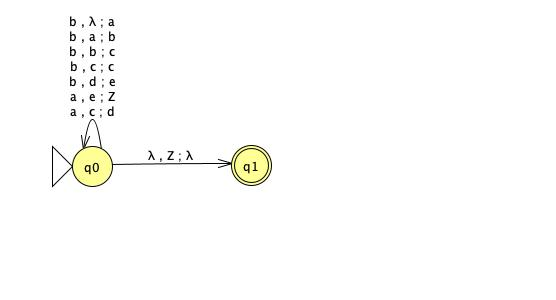 b , λ ; a
b , a ; b
b , b ; c
b , c ; c
b , d ; e
a , e ; Z
a , c ; d
q0
λ , Z ; λ
q1